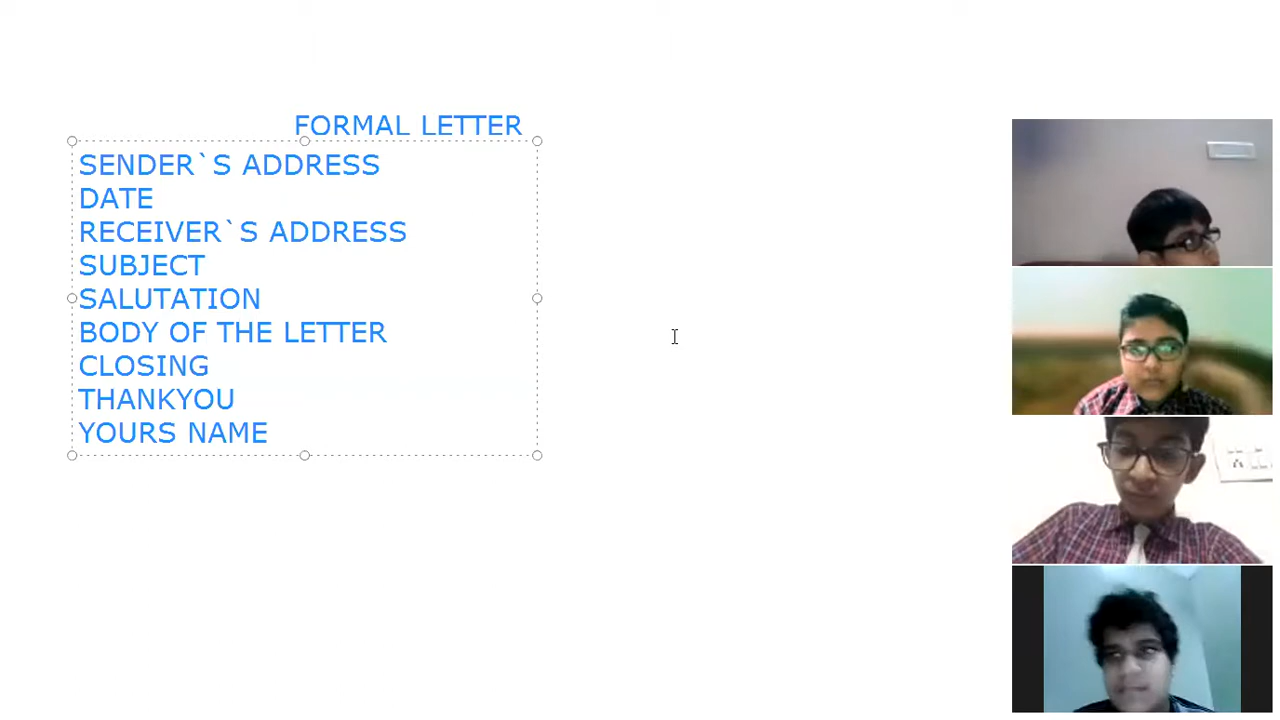 FORMAL LETTER
SENDER`S ADDRESS
DATE
RECEIVER`S ADDRESS
SUBJECT
SALUTATION
BODY OF THE LETTER
CLOSING
THANKYOU
YOURS NAME